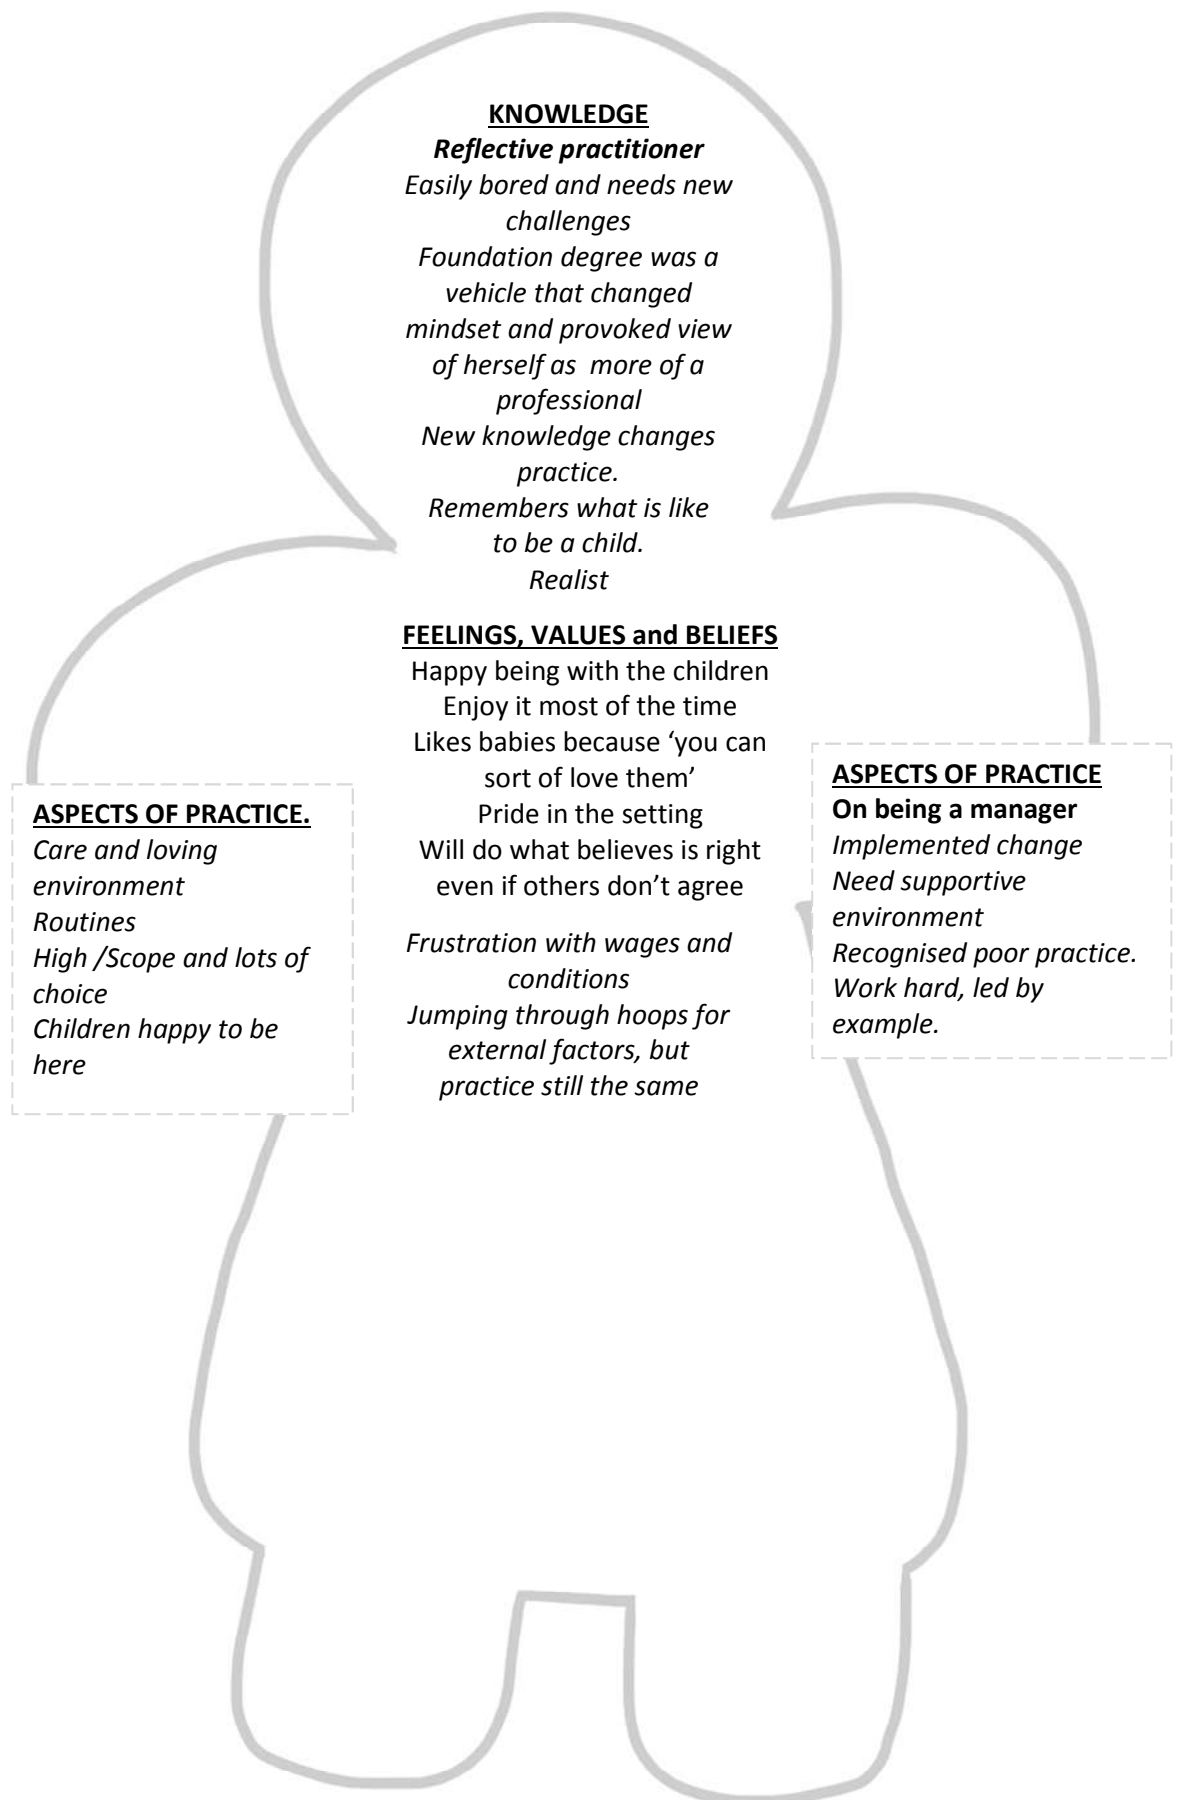 KNOWLEDGE
Reflective practitioner
Easily bored and needs new
challenges
Foundation degree was a
vehicle that changed
mindset and provoked view
of herself as more of a
professional
New knowledge changes
practice.
Remembers what is like
to be a child.
Realist
FEELINGS, VALUES and BELIEFS
Happy being with the children
Enjoy it most of the time
Likes babies because ‘you can
sort of love them’
Pride in the setting
Will do what believes is right
even if others don’t agree
Frustration with wages and
conditions
Jumping through hoops for
external factors, but
practice still the same
ASPECTS OF PRACTICE.
Care and loving
environment
Routines
High /Scope and lots of
choice
Children happy to be
here
ASPECTS OF PRACTICE
On being a manager
Implemented change
Need supportive
environment
Recognised poor practice.
Work hard, led by
example.